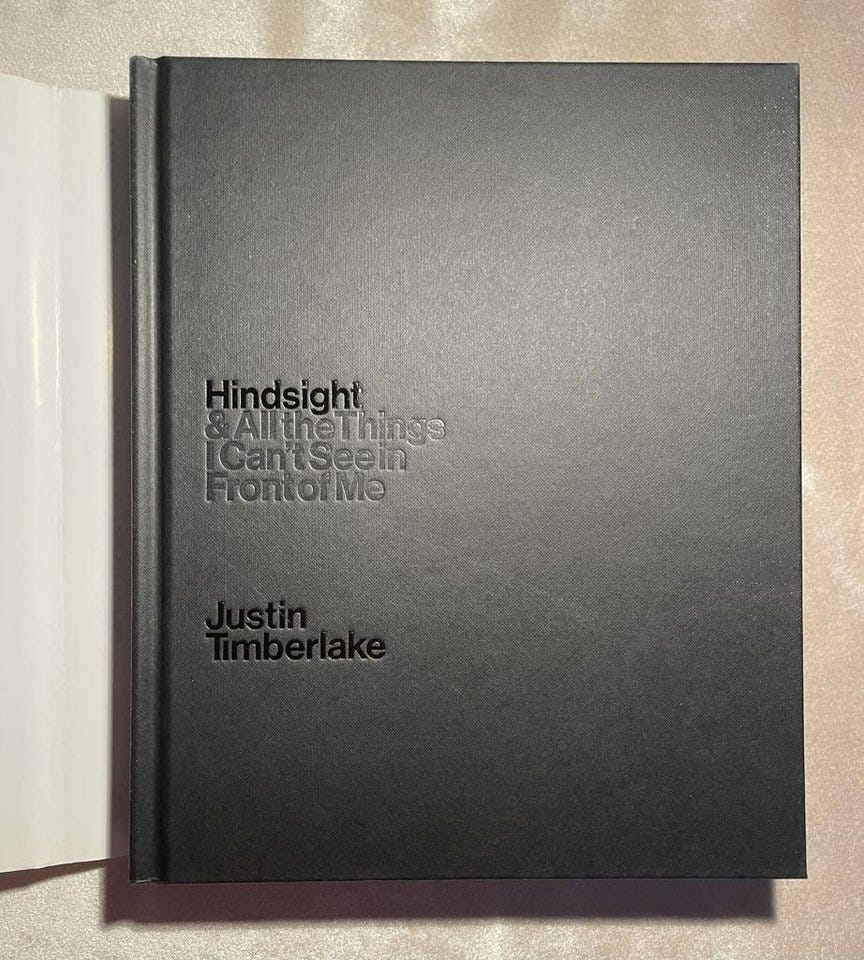 Hindsight
& All the Things
I Can't See in
Front of Me
Justin
Timberlake